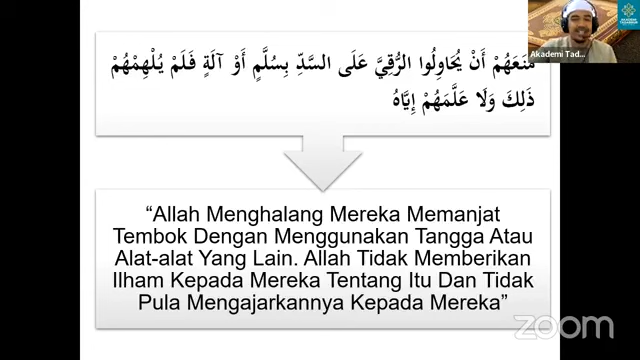 مَنَعَهُمْ أَنْ يُحَاوِلُوا الرُّقِيَّ عَلَى السَّدِّ بِسُلَّمٍ أَوْ آلَةٍ فَلَمْ يُلْهِمْهُمْ
ذَلِكَ وَلَا عَلَّمَهُمْ إِيَّاهُ
“Allah Menghalang Mereka Memanjat
Tembok Dengan Menggunakan Tangga Atau
Alat-alat Yang Lain. Allah Tidak Memberikan
Ilham Kepada Mereka Tentang Itu Dan Tidak
Pula Mengajarkannya Kepada Mereka”
Akademi Tad...
zoom